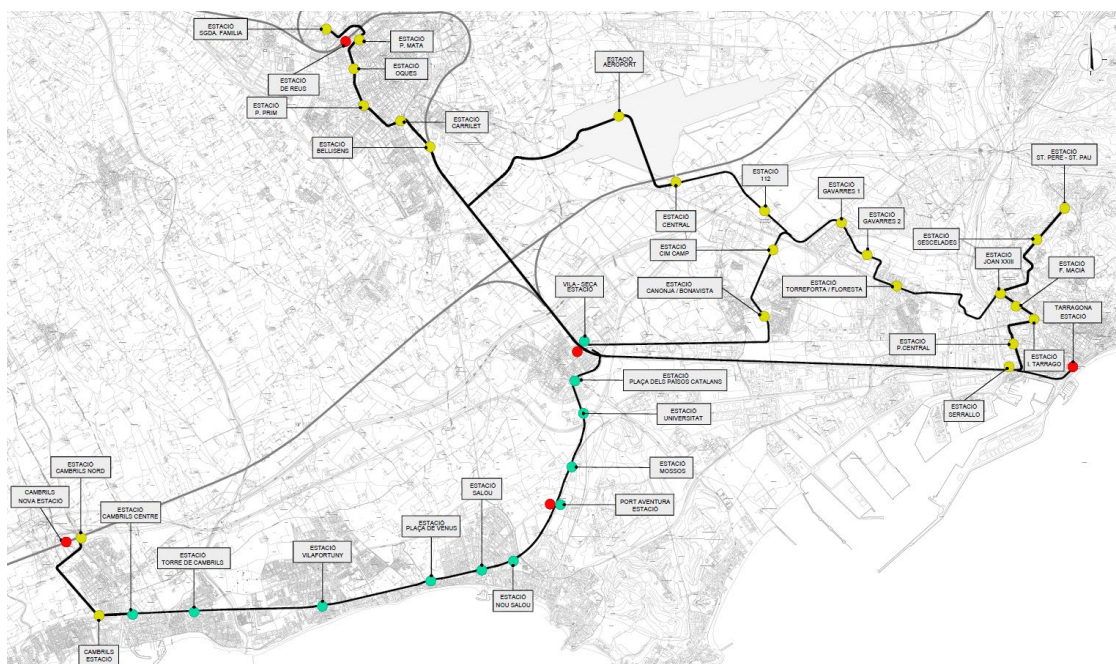 ESTACIÓ
SGDA. FAMILIA
ESTACIÓ
P. MATA
ESTACIÓ
DE REUS
ESTACIÓ
OQUES
ESTACIÓ
P. PRIM
ESTACIÓ
CARRILET
ESTACIÓ
BELLISENS
ESTACIÓ
AEROPORT
ESTACIÓ
CENTRAL
ESTACIÓ
112
ESTACIÓ
GAVARRES 1
ESTACIÓ
GAVARRES 2
ESTACIÓ
ST. PERE - ST. PAU
ESTACIÓ
SESCELADES
ESTACIÓ
JOAN XXIII
ESTACIÓ
F. MACIÀ
ESTACIÓ
CIM CAMP
ESTACIÓ
CANONJA / BONAVISTA
ESTACIÓ
TORREFORTA / FLORESTA
TARRAGONA
ESTACIÓ
VILA - SECA
ESTACIÓ
ESTACIÓ
P.CENTRAL
ESTACIÓ
I. TARRAGO
ESTACIÓ
SERRALLO
ESTACIÓ
PLAÇA DELS PAÏSOS CATALANS
ESTACIÓ
UNIVERSITAT
ESTACIÓ
MOSSOS
PORT AVENTURA
ESTACIÓ
ESTACIÓ
SALOU
ESTACIÓ
PLAÇA DE VENUS
ESTACIÓ
NOU SALOU
ESTACIÓ
VILAFORTUNY
ESTACIÓ
TORRE DE CAMBRILS
ESTACIÓ
CAMBRILS CENTRE
ESTACIÓ
CAMBRILS NORD
CAMBRILS
NOVA ESTACIÓ
CAMBRILS
ESTACIÓ